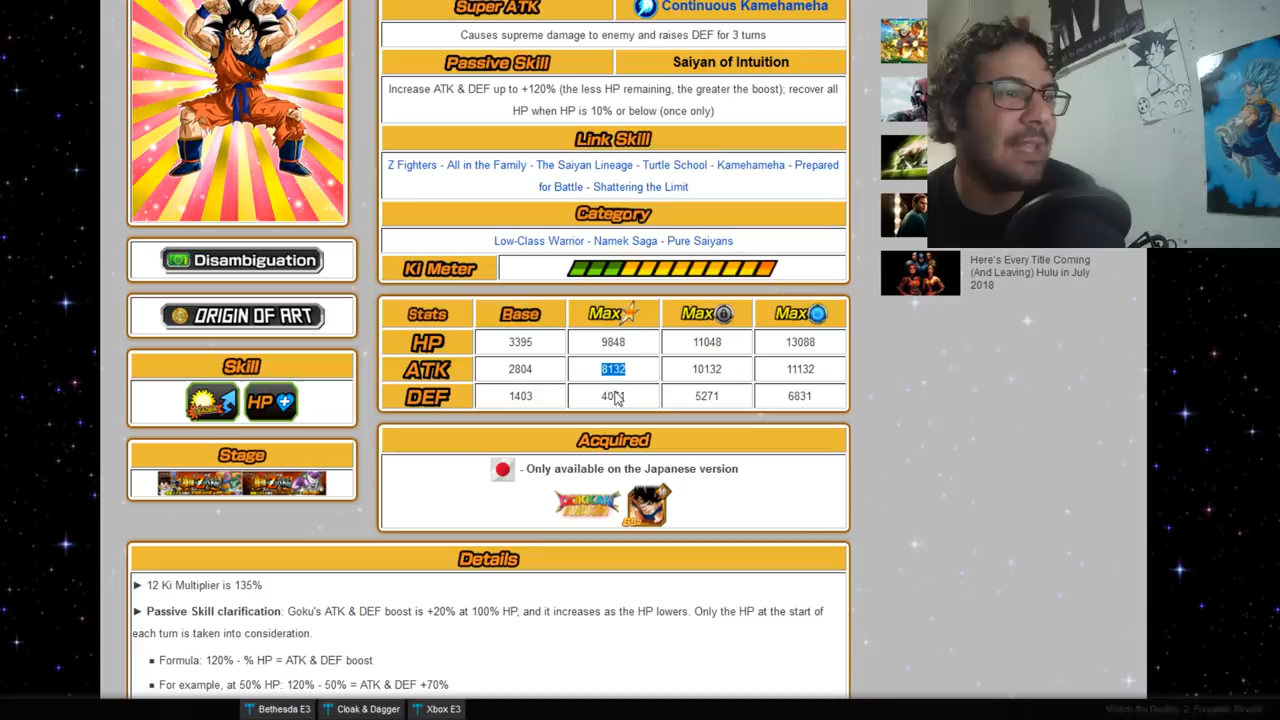 Super ATK
Continuous Kamehameha
Causes supreme damage to enemy and raises DEF for 3 turns
Passive Skill
Saiyan of Intuition
Increase ATK & DEF up to +120% (the less HP remaining, the greater the boost); recover all
HP when HP is 10% or below (once only)
Link Skill
Z Fighters - All in the Family - The Saiyan Lineage - Turtle School - Kamehameha - Prepared
for Battle - Shattering the Limit
Category
Low-Class Warrior - Namek Saga - Pure Saiyans
Ki Meter
Disambiguation
ORIGIN OF ART
Skill
HP
Stage
Stats Base Max Max Max
HP 3395 9848 11048 13088
ATK 2804 8132 10132 11132
DEF 1403 5271 6831
Here's Every Title Coming
(And Leaving) Hulu in July
2018
Acquired
- Only available on the Japanese version
DOKKAN
Details
► 12 Ki Multiplier is 135%
► Passive Skill clarification: Goku's ATK & DEF boost is +20% at 100% HP, and it increases as the HP lowers. Only the HP at the start of
each turn is taken into consideration.
▪ Formula: 120% - % HP = ATK & DEF boost
▪ For example, at 50% HP: 120% - 50% = ATK & DEF +70%
Bethesda E3
Cloak & Dagger
Xbox E3